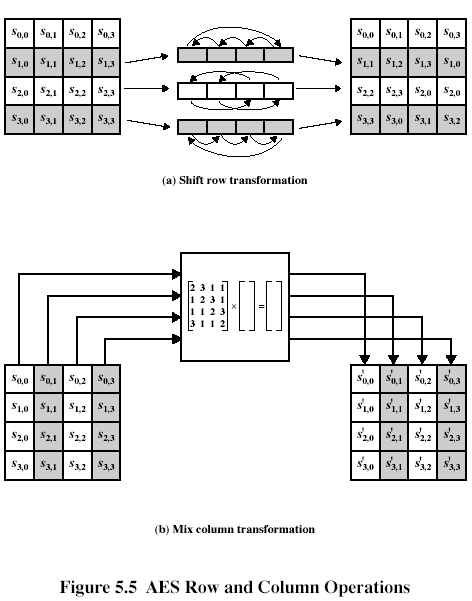 s0,0 s0,1 s0,2 s0,3
s1,0 s1,1 s1,2 s1,3
s2,0 s2,1 s2,2 s2,3
s3,0 s3,1 s3,2 s3,3
s0,0 s0,1 s0,2 s0,3
s1,1 s1,2 s1,3 s1,0
s2,2 s2,3 s2,0 s2,0
s3,3 s3,0 s3,1 s3,2
(a) Shift row transformation
2 3 1 1
1 2 3 1
1 1 2 3
3 1 1 2
× =
s0,0 s0,1 s0,2 s0,3
s1,0 s1,1 s1,2 s1,3
s2,0 s2,1 s2,2 s2,3
s3,0 s3,1 s3,2 s3,3
s'0,0 s'0,1 s'0,2 s'0,3
s'1,0 s'1,1 s'1,2 s'1,3
s'2,0 s'2,1 s'2,2 s'2,3
s'3,0 s'3,1 s'3,2 s'3,3
(b) Mix column transformation
Figure 5.5 AES Row and Column Operations